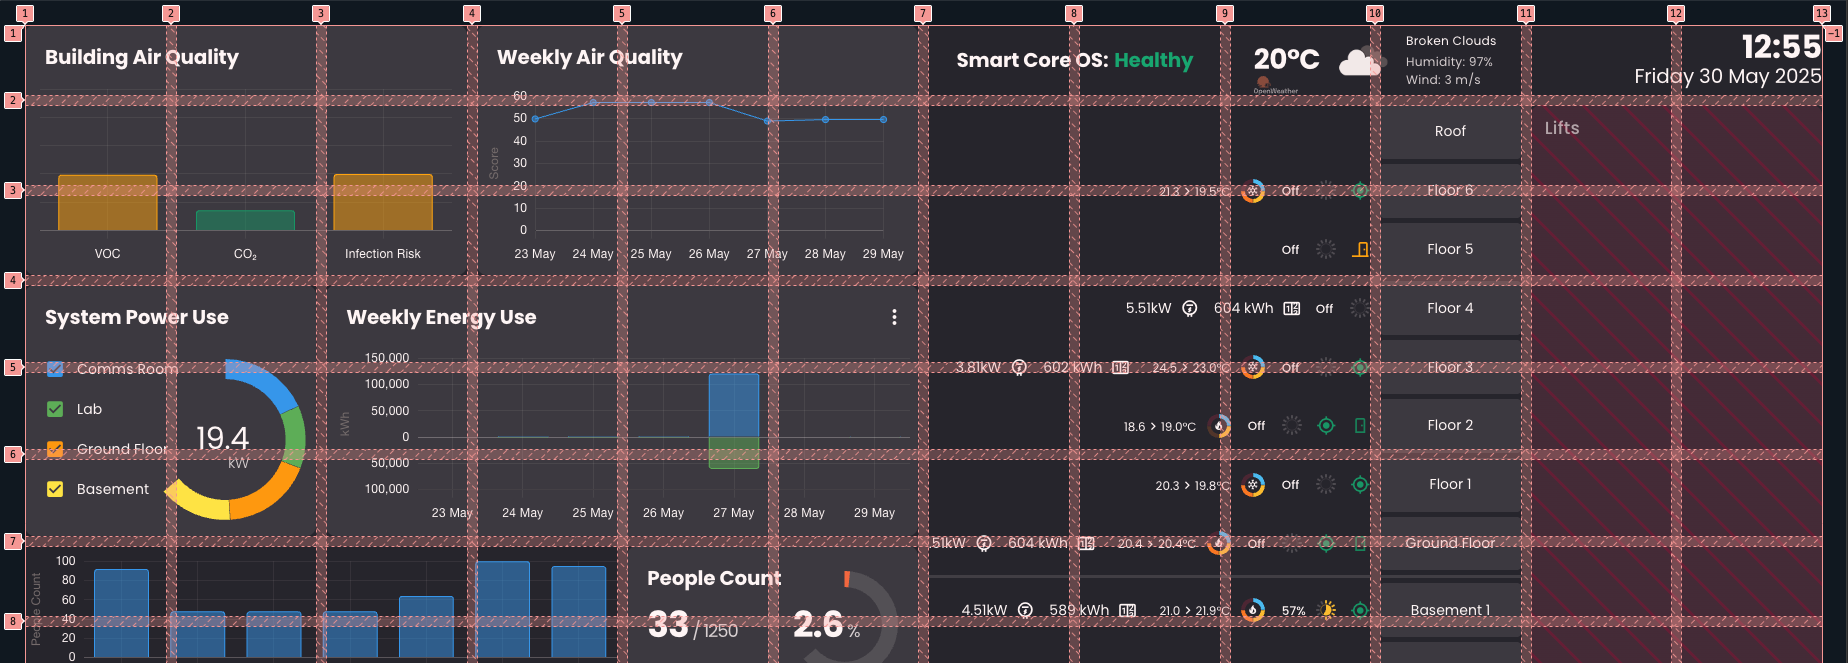 1 2 3 4 5 6 7 8 9 10 11 12 13
1
-1
2
3
4
5
6
7
8
Building Air Quality
VOC CO₂ Infection Risk
Weekly Air Quality
Score
60
50
40
30
20
10
0
23 May 24 May 25 May 26 May 27 May 28 May 29 May
Smart Core OS: Healthy
20°C
OpenWeather
Broken Clouds
Humidity: 97%
Wind: 3 m/s
12:55
Friday 30 May 2025
System Power Use
Comms Room
Lab
Ground Floor
Basement
19.4
kW
Weekly Energy Use
kWh
150,000
100,000
50,000
0
50,000
100,000
23 May 24 May 25 May 26 May 27 May 28 May 29 May
People Count
100
80
60
40
20
0
People Count
33 / 1250
2.6 %
Roof
21.3 > 19.5°C Off Floor 6
Off Floor 5
5.51kW 604 kWh Off Floor 4
3.81kW 602 kWh 24.5 > 23.0°C Off Floor 3
18.6 > 19.0°C Off Floor 2
20.3 > 19.8°C Off Floor 1
51kW 604 kWh 20.4 > 20.4°C Off Ground Floor
4.51kW 589 kWh 21.0 > 21.9°C 57% Basement 1
Lifts